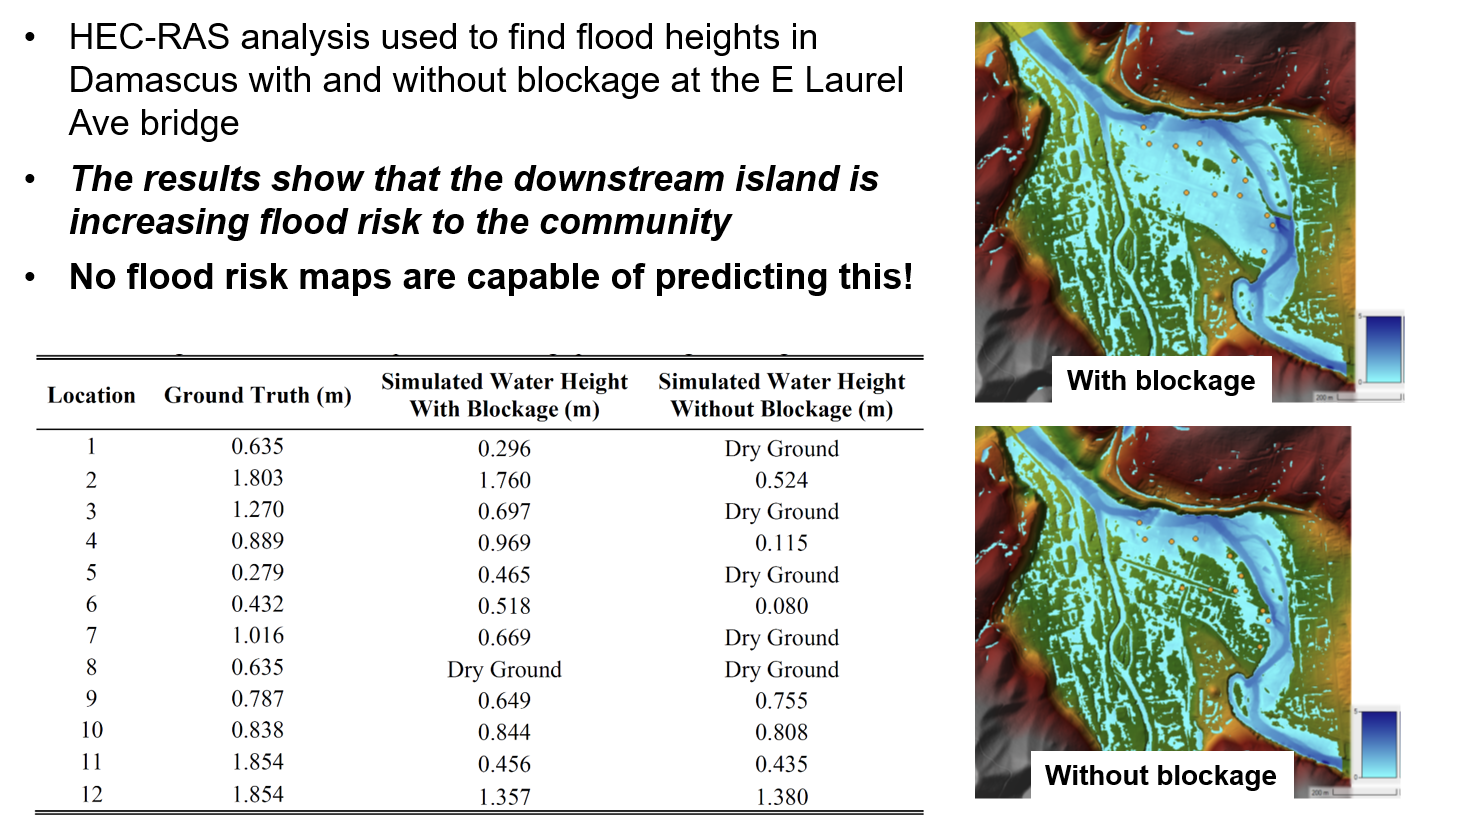 • HEC-RAS analysis used to find flood heights in
Damascus with and without blockage at the E Laurel
Ave bridge
• The results show that the downstream island is
increasing flood risk to the community
• No flood risk maps are capable of predicting this!
Location Ground Truth (m) Simulated Water Height With Blockage (m) Simulated Water Height Without Blockage (m)
1 0.635 0.296 Dry Ground
2 1.803 1.760 0.524
3 1.270 0.697 Dry Ground
4 0.889 0.969 0.115
5 0.279 0.465 Dry Ground
6 0.432 0.518 0.080
7 1.016 0.669 Dry Ground
8 0.635 Dry Ground Dry Ground
9 0.787 0.649 0.755
10 0.838 0.844 0.808
11 1.854 0.456 0.435
12 1.854 1.357 1.380
With blockage
200 m
Without blockage
200 m